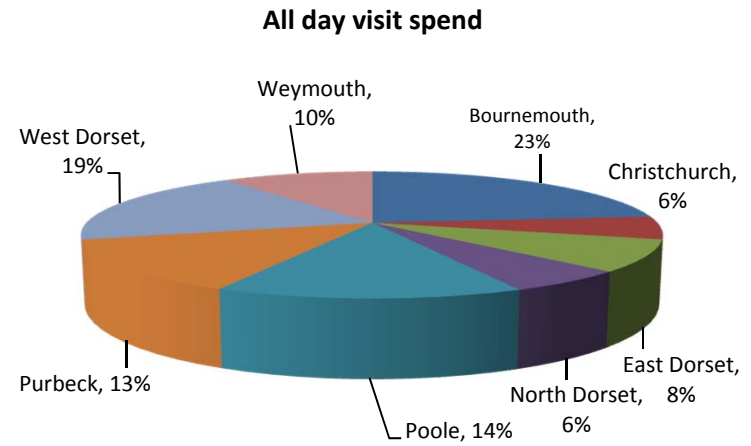 All day visit spend
Weymouth,
10%
Bournemouth,
23%
West Dorset,
19%
Christchurch,
6%
East Dorset,
8%
North Dorset,
6%
Purbeck, 13%
Poole, 14%